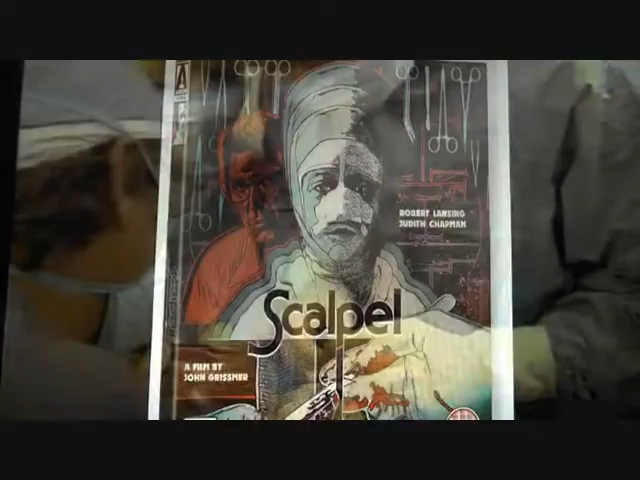 ROBERT LANSING
JUDITH CHAPMAN
Scalpel
A FILM BY
JOHN GRISSMER